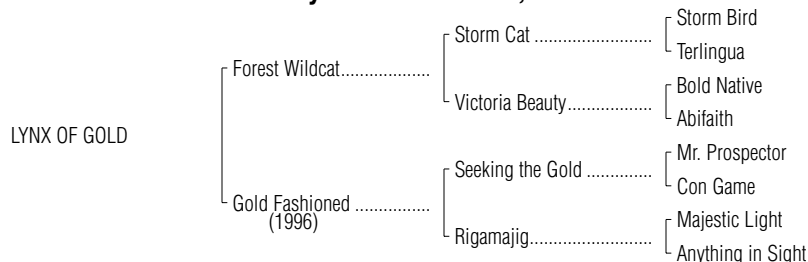 Storm Bird
Storm Cat ......................
Terlingua
Forest Wildcat...................
Bold Native
Victoria Beauty..................
Abifaith
LYNX OF GOLD
Mr. Prospector
Seeking the Gold ..............
Con Game
Gold Fashioned ................
(1996)
Majestic Light
Rigamajig.........................
Anything in Sight